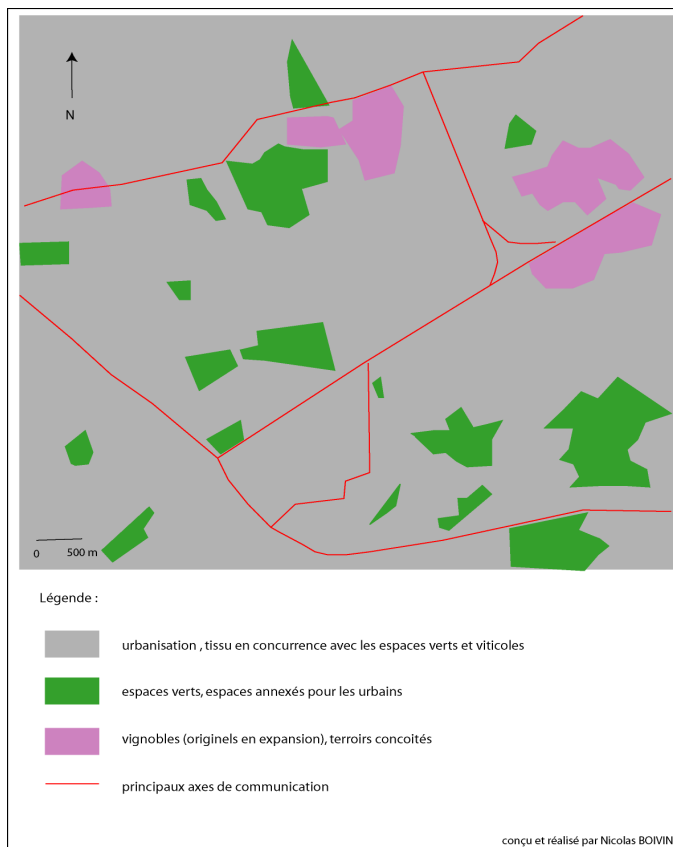 N
0 500 m
Légende :
urbanisation , tissu en concurrence avec les espaces verts et viticoles
espaces verts, espaces annexés pour les urbains
vignobles (originels en expansion), terroirs concoités
principaux axes de communication
conçu et réalisé par Nicolas BOIVIN